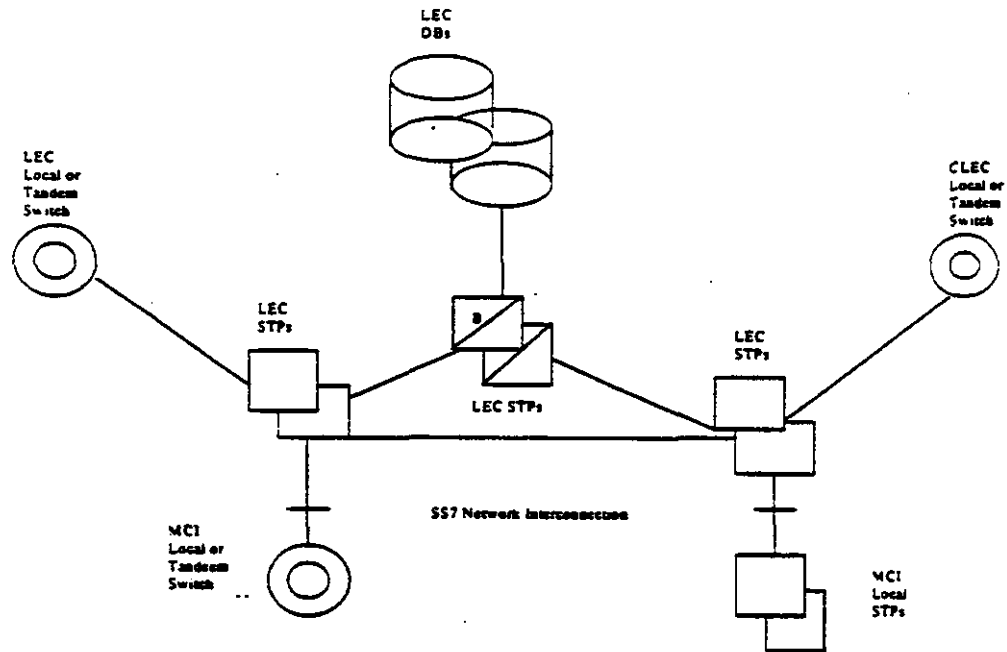 LEC
DBs
LEC
Local or
Tandem
Switch
CLEC
Local or
Tandem
Switch
LEC
STPs
a
LEC
STPs
LEC STPs
SS7 Network Interconnection
MCI
Local or
Tandem
Switch
MCI
Local
STPs